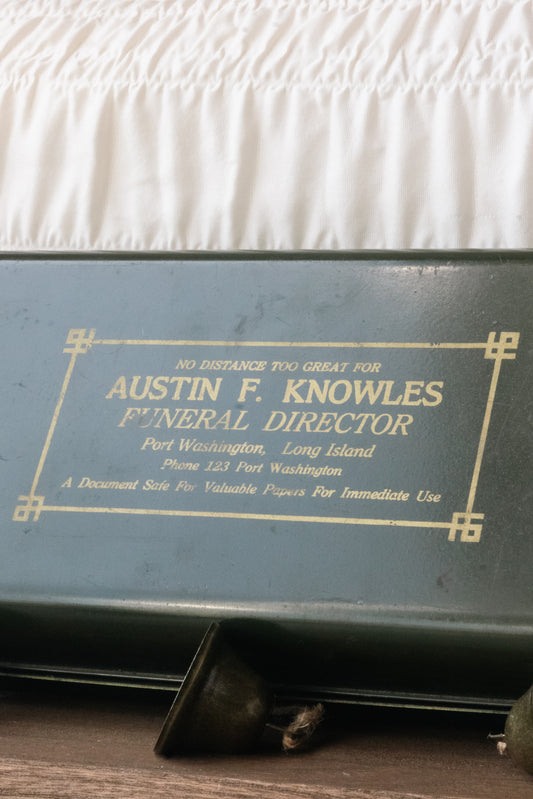 NO DISTANCE TOO GREAT FOR
AUSTIN F. KNOWLES
FUNERAL DIRECTOR
Port Washington, Long Island
Phone 123 Port Washington
A Document Safe For Valuable Papers For Immediate Use